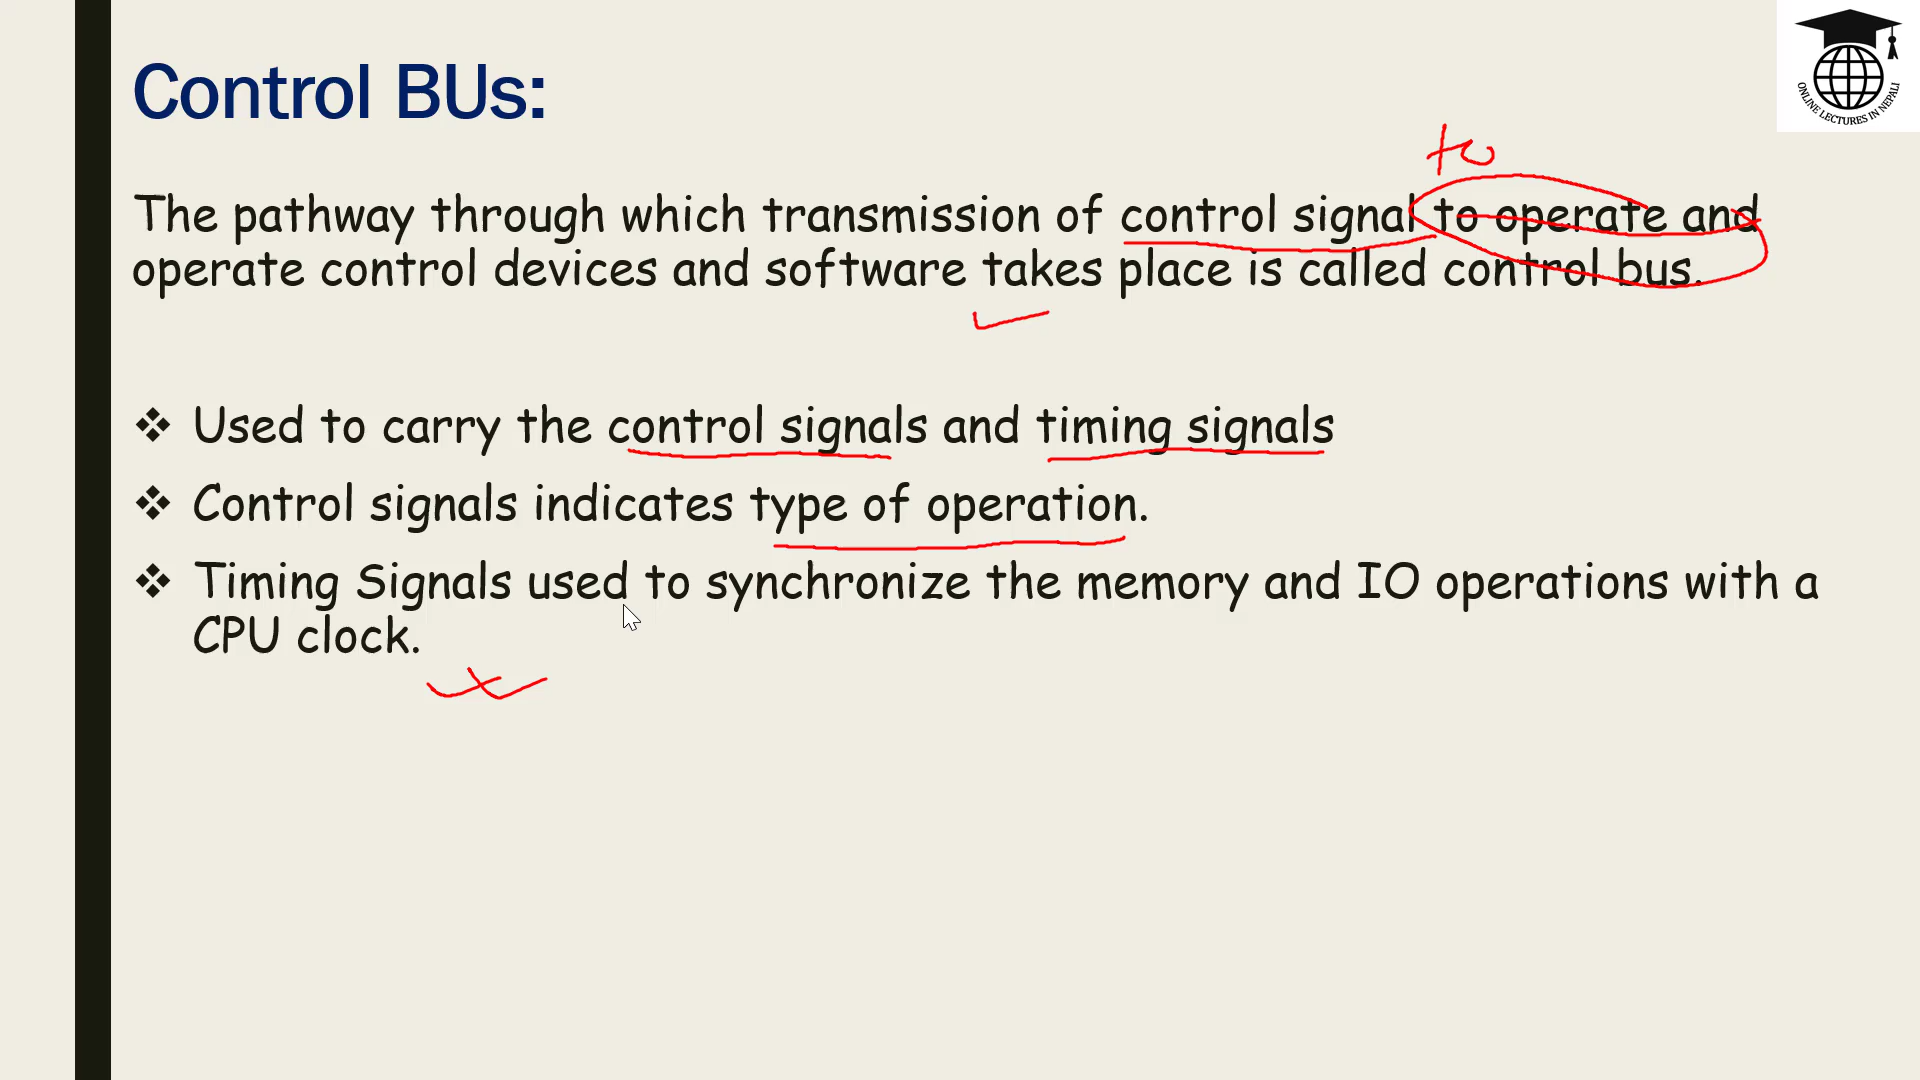 Control BUs:
to
The pathway through which transmission of control signal to operate and
operate control devices and software takes place is called control bus.
❖ Used to carry the control signals and timing signals
❖ Control signals indicates type of operation.
❖ Timing Signals used to synchronize the memory and IO operations with a
CPU clock.
ONLINE LECTURES IN NEPALI